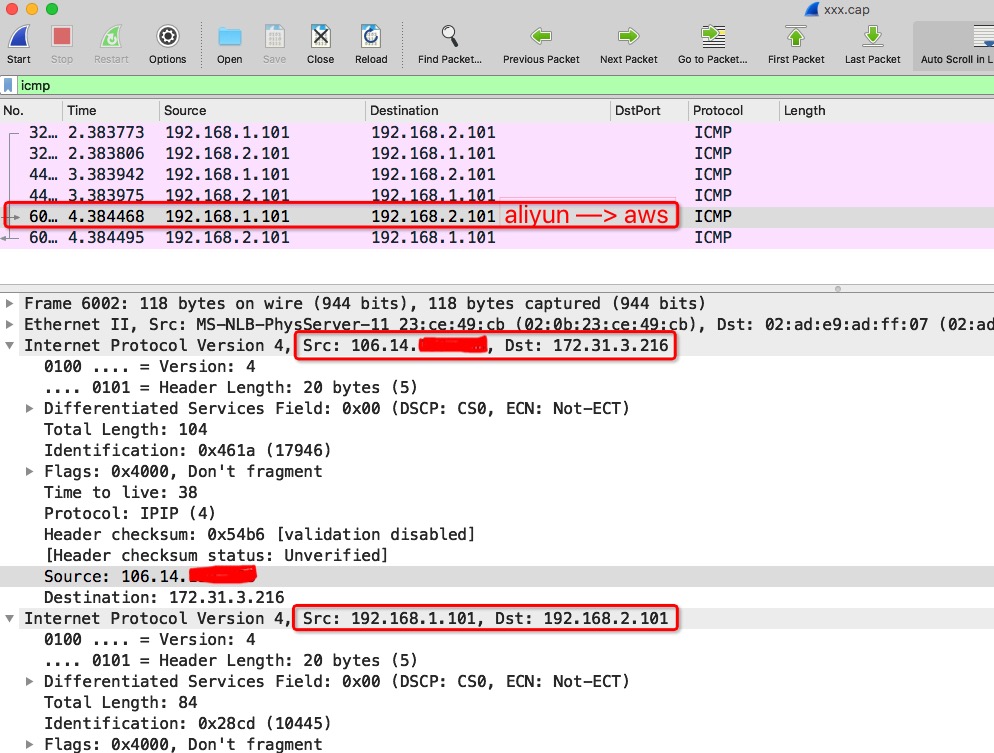 xxx.cap
Start Stop Restart Options Open Save Close Reload Find Packet... Previous Packet Next Packet Go to Packet... First Packet Last Packet Auto Scroll in L
icmp
No. Time Source Destination DstPort Protocol Length
32… 2.383773 192.168.1.101 192.168.2.101 ICMP
32… 2.383806 192.168.2.101 192.168.1.101 ICMP
44… 3.383942 192.168.1.101 192.168.2.101 ICMP
44… 3.383975 192.168.2.101 192.168.1.101 ICMP
60… 4.384468 192.168.1.101 192.168.2.101 aliyun —> aws ICMP
60… 4.384495 192.168.2.101 192.168.1.101 ICMP
Frame 6002: 118 bytes on wire (944 bits), 118 bytes captured (944 bits)
Ethernet II, Src: MS-NLB-PhysServer-11_23:ce:49:cb (02:0b:23:ce:49:cb), Dst: 02:ad:e9:ad:ff:07 (02:ad
Internet Protocol Version 4, Src: 106.14. , Dst: 172.31.3.216
0100 .... = Version: 4
.... 0101 = Header Length: 20 bytes (5)
Differentiated Services Field: 0x00 (DSCP: CS0, ECN: Not-ECT)
Total Length: 104
Identification: 0x461a (17946)
Flags: 0x4000, Don't fragment
Time to live: 38
Protocol: IPIP (4)
Header checksum: 0x54b6 [validation disabled]
[Header checksum status: Unverified]
Source: 106.14.
Destination: 172.31.3.216
Internet Protocol Version 4, Src: 192.168.1.101, Dst: 192.168.2.101
0100 .... = Version: 4
.... 0101 = Header Length: 20 bytes (5)
Differentiated Services Field: 0x00 (DSCP: CS0, ECN: Not-ECT)
Total Length: 84
Identification: 0x28cd (10445)
Flags: 0x4000, Don't fragment